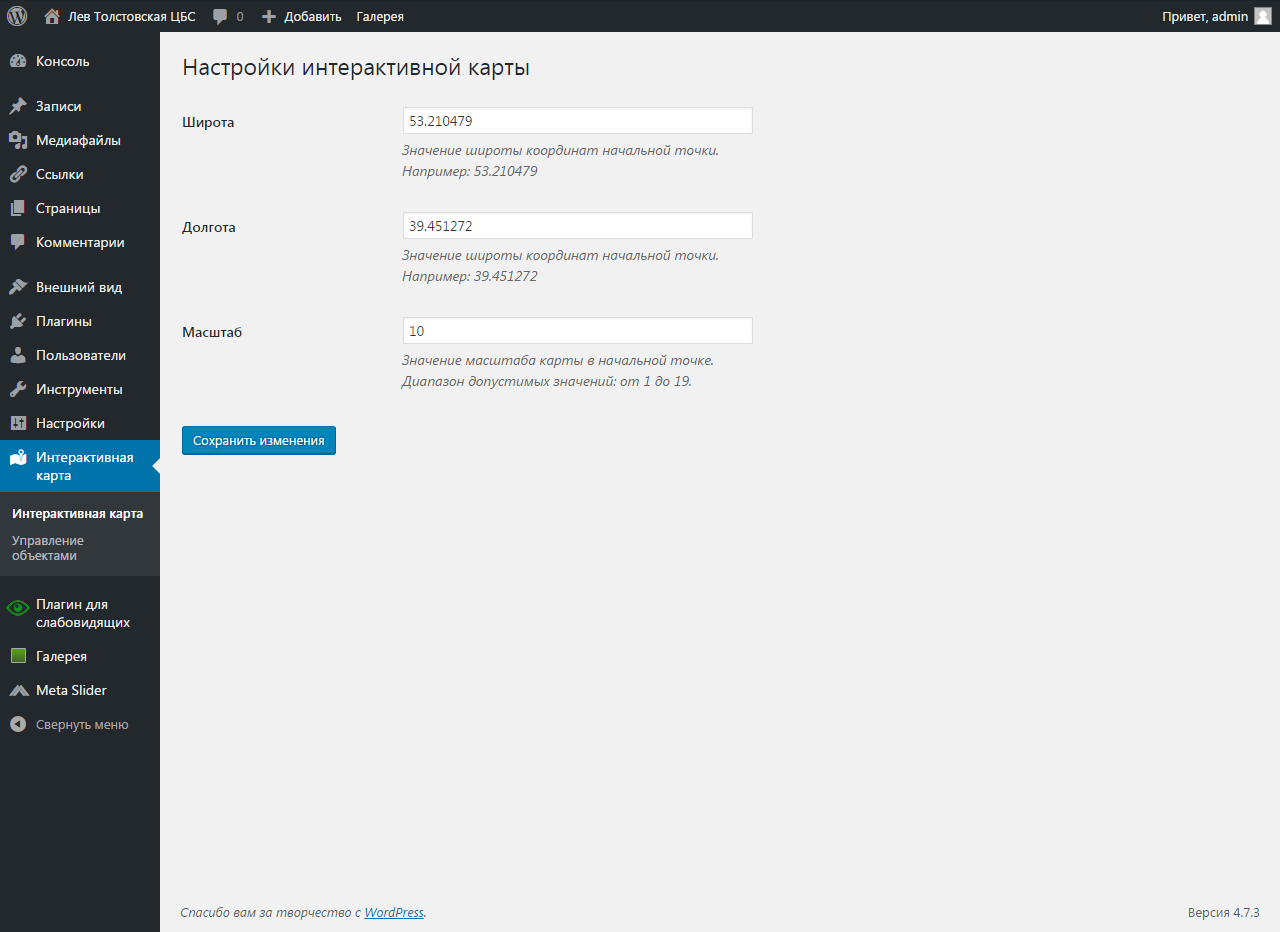 Лев Толстовская ЦБС 0 Добавить Галерея Привет, admin
Консоль
Записи
Медиафайлы
Ссылки
Страницы
Комментарии
Внешний вид
Плагины
Пользователи
Инструменты
Настройки
Интерактивная
карта
Интерактивная карта
Управление
объектами
Плагин для
слабовидящих
Галерея
Meta Slider
Свернуть меню
Настройки интерактивной карты
Широта 53.210479
Значение широты координат начальной точки.
Например: 53.210479
Долгота 39.451272
Значение широты координат начальной точки.
Например: 39.451272
Масштаб 10
Значение масштаба карты в начальной точке.
Диапазон допустимых значений: от 1 до 19.
Сохранить изменения
Спасибо вам за творчество с WordPress. Версия 4.7.3